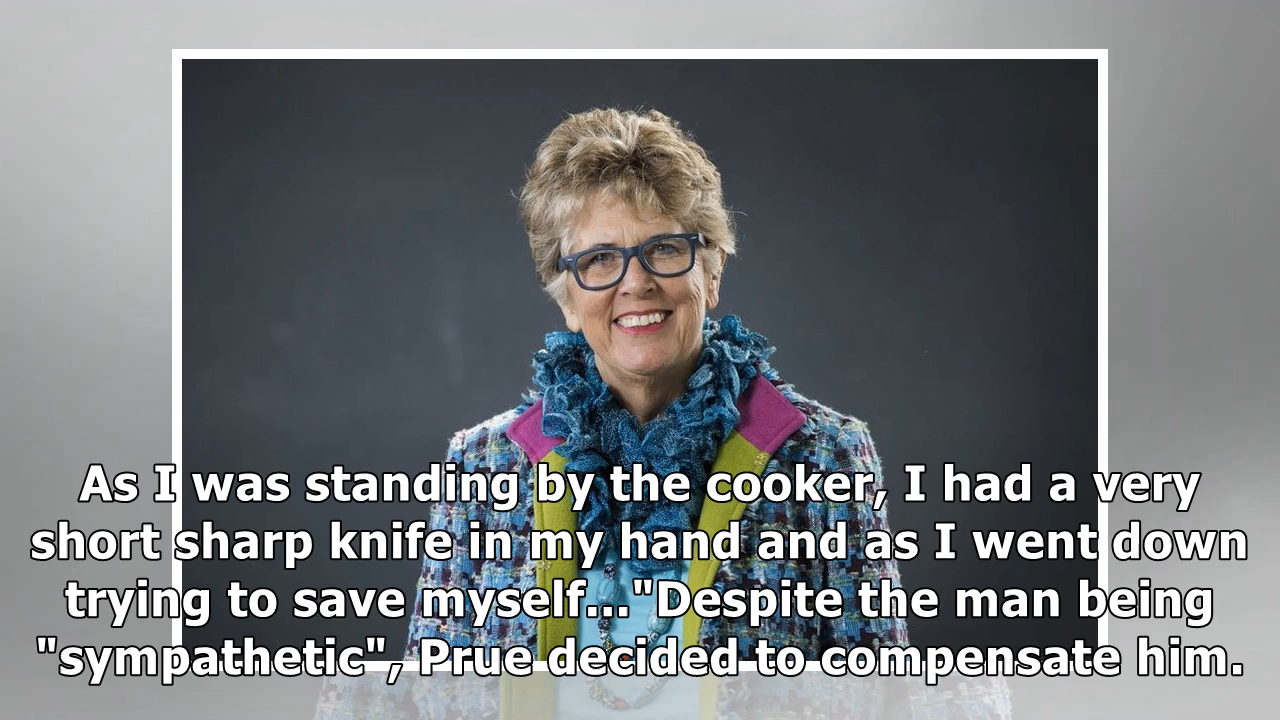 As I was standing by the cooker, I had a very
short sharp knife in my hand and as I went down
trying to save myself..."Despite the man being
"sympathetic", Prue decided to compensate him.